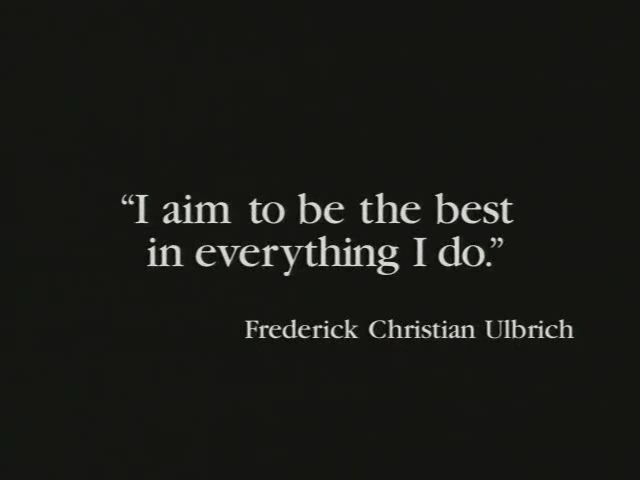 “I aim to be the best
in everything I do.”
Frederick Christian Ulbrich